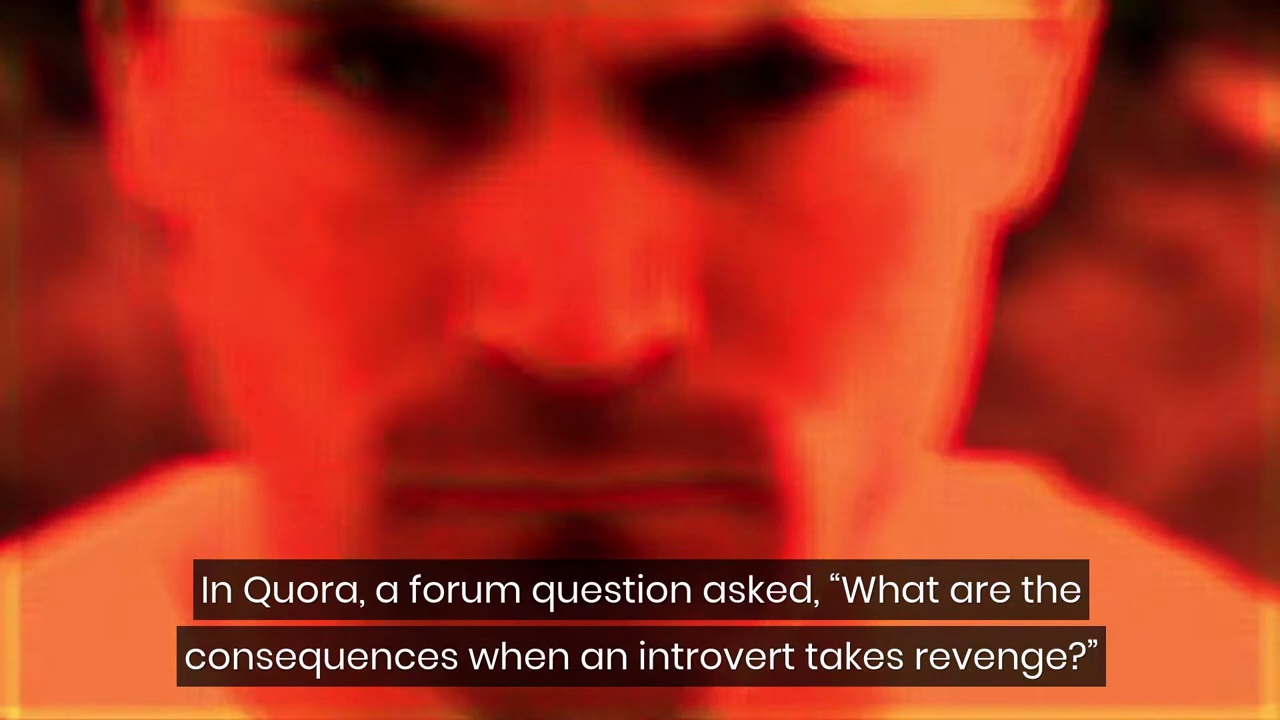 In Quora, a forum question asked, “What are the
consequences when an introvert takes revenge?”